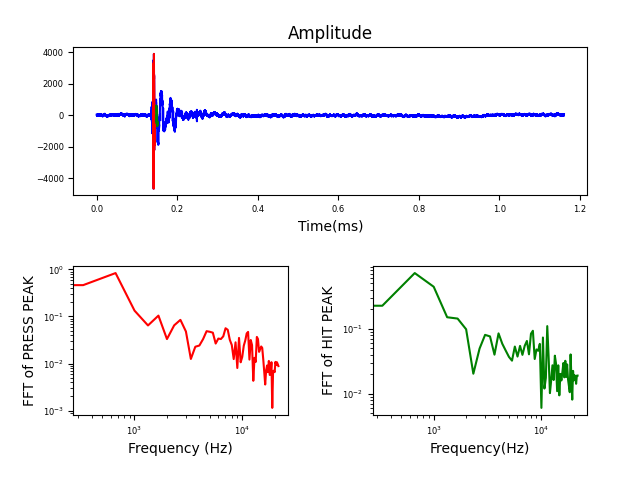 Amplitude
4000
2000
0
−2000
−4000
0.0 0.2 0.4 0.6 0.8 1.0 1.2
Time(ms)
FFT of PRESS PEAK
10⁰
10⁻¹
10⁻²
10⁻³
10³ 10⁴
Frequency (Hz)
FFT of HIT PEAK
10⁻¹
10⁻²
10³ 10⁴
Frequency(Hz)